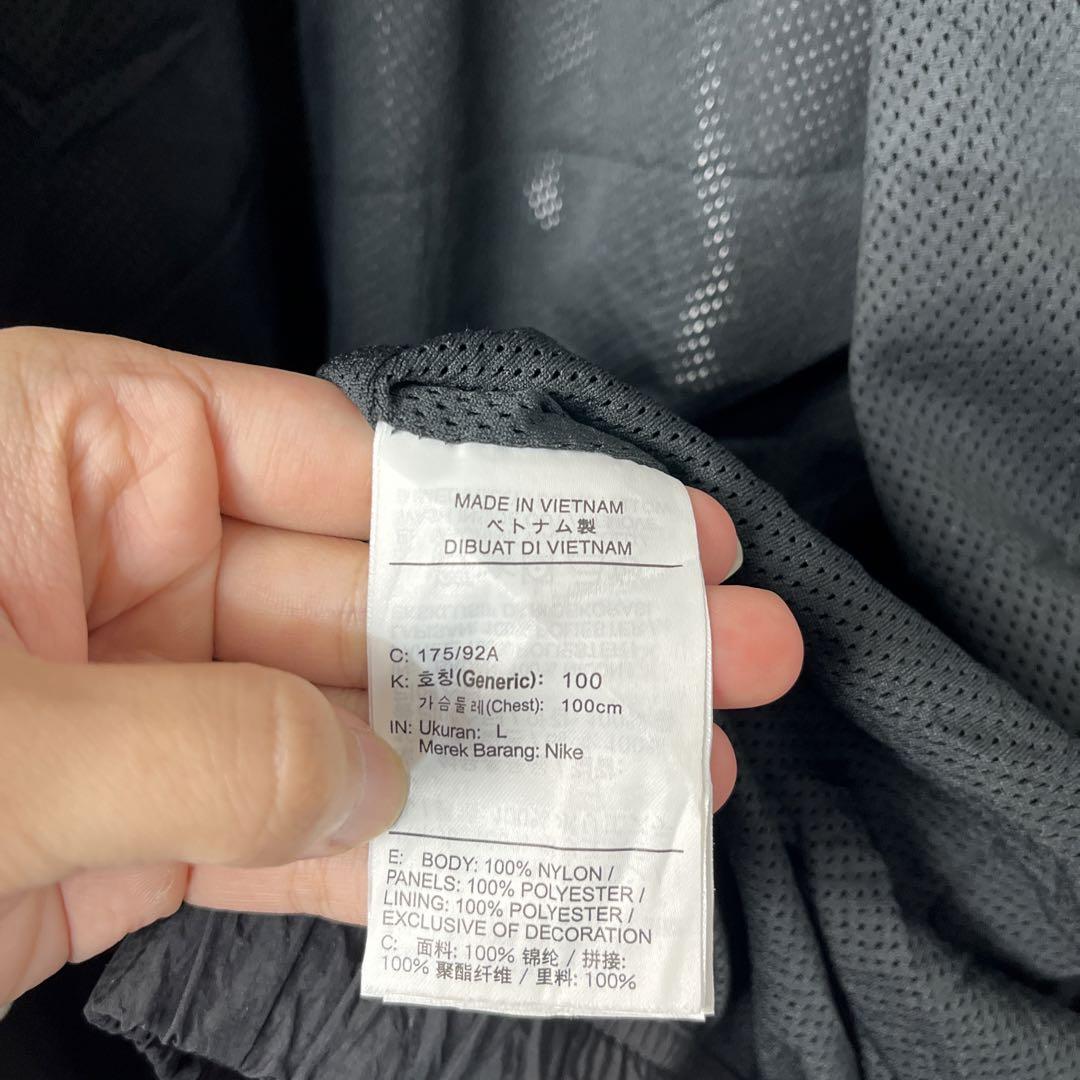 MADE IN VIETNAM
ベトナム製
DIBUAT DI VIETNAM
C: 175/92A
K: 호칭(Generic): 100
가슴둘레(Chest): 100cm
IN: Ukuran: L
Merek Barang: Nike
E: BODY: 100% NYLON /
PANELS: 100% POLYESTER /
LINING: 100% POLYESTER /
EXCLUSIVE OF DECORATION
C: 面料: 100% 锦纶 / 拼接:
100% 聚酯纤维 / 里料: 100%